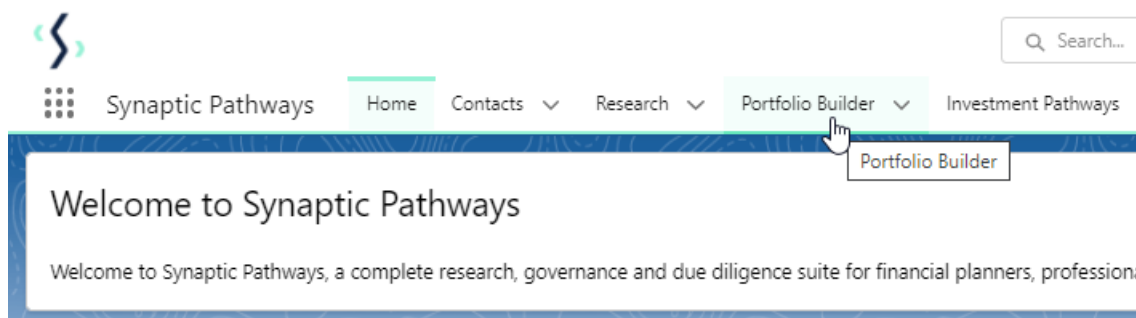 Search...
Synaptic Pathways Home Contacts Research Portfolio Builder Investment Pathways
Portfolio Builder
Welcome to Synaptic Pathways
Welcome to Synaptic Pathways, a complete research, governance and due diligence suite for financial planners, professiona